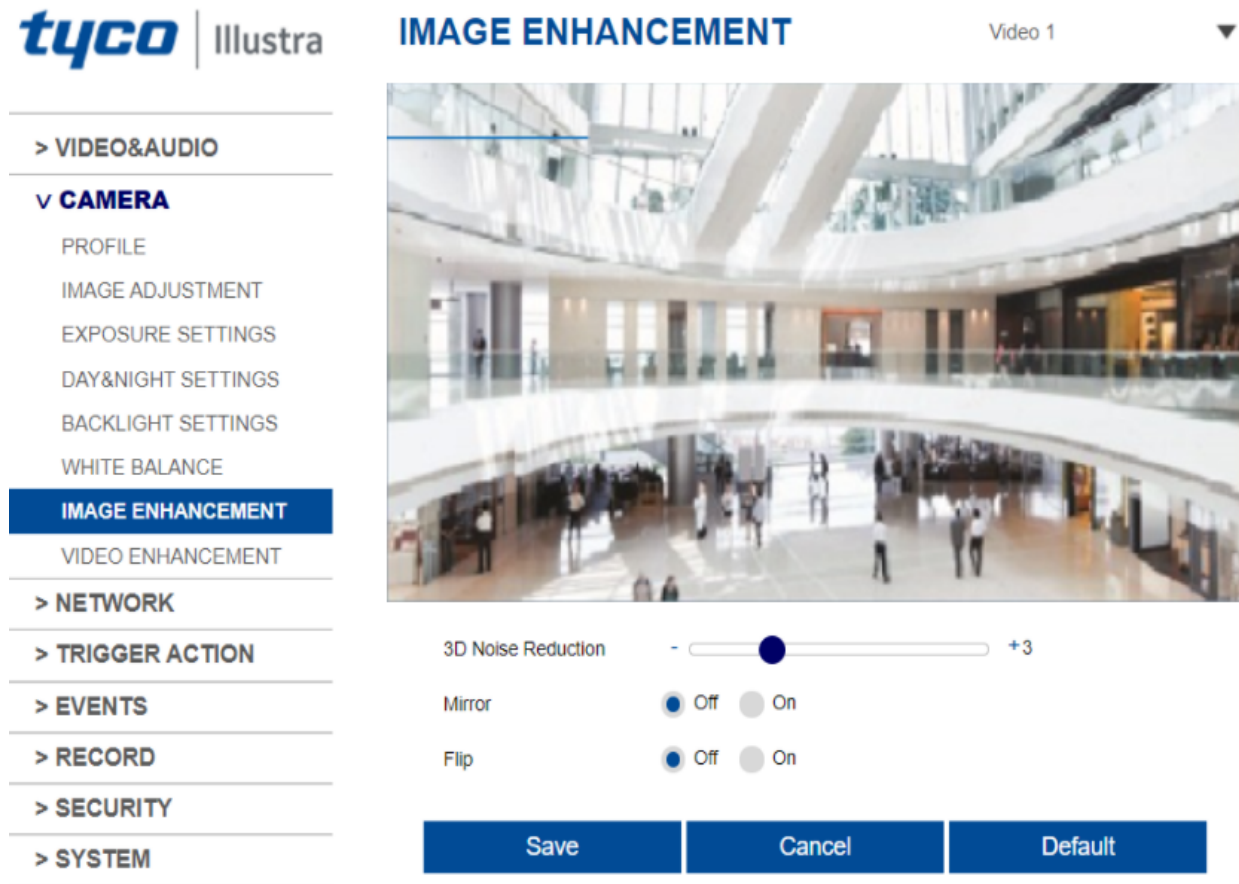 tyco | Illustra
IMAGE ENHANCEMENT
Video 1
> VIDEO&AUDIO
v CAMERA
PROFILE
IMAGE ADJUSTMENT
EXPOSURE SETTINGS
DAY&NIGHT SETTINGS
BACKLIGHT SETTINGS
WHITE BALANCE
IMAGE ENHANCEMENT
VIDEO ENHANCEMENT
> NETWORK
> TRIGGER ACTION
> EVENTS
> RECORD
> SECURITY
> SYSTEM
3D Noise Reduction - +3
Mirror Off On
Flip Off On
Save Cancel Default